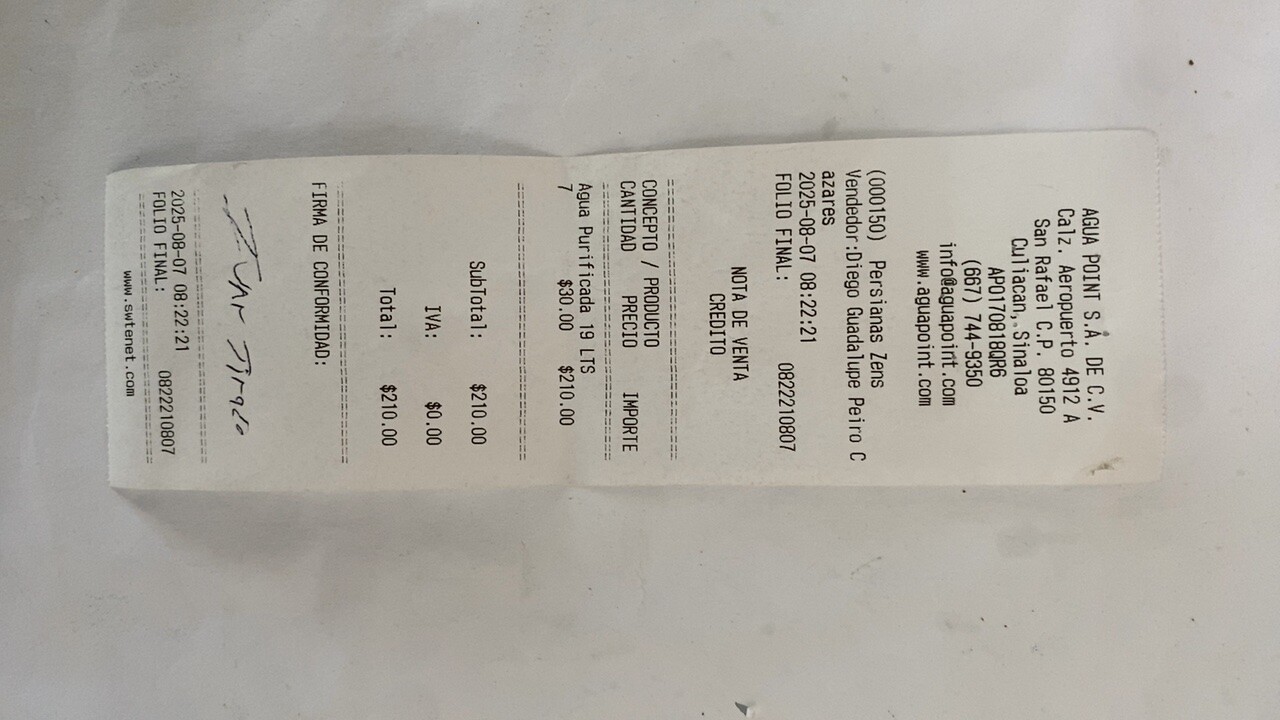 AGUA POINT S.A. DE C.V.
Calz. Aeropuerto 4912 A
San Rafael C.P. 80150
Culiacan, Sinaloa
APO170818QR6
(667) 744-9350
info@aguapoint.com
www.aguapoint.com
(000150) Persianas Zens
Vendedor:Diego Guadalupe Peiro C
azares
2025-08-07 08:22:21
FOLIO FINAL: 0822210807
NOTA DE VENTA
CREDITO
================================
CONCEPTO / PRODUCTO
CANTIDAD PRECIO IMPORTE
================================
Agua Purificada 19 LTS
7 $30.00 $210.00
================================
SubTotal: $210.00
IVA: $0.00
Total: $210.00
================================
FIRMA DE CONFORMIDAD:
================================
2025-08-07 08:22:21
FOLIO FINAL: 0822210807
================================
www.swtenet.com